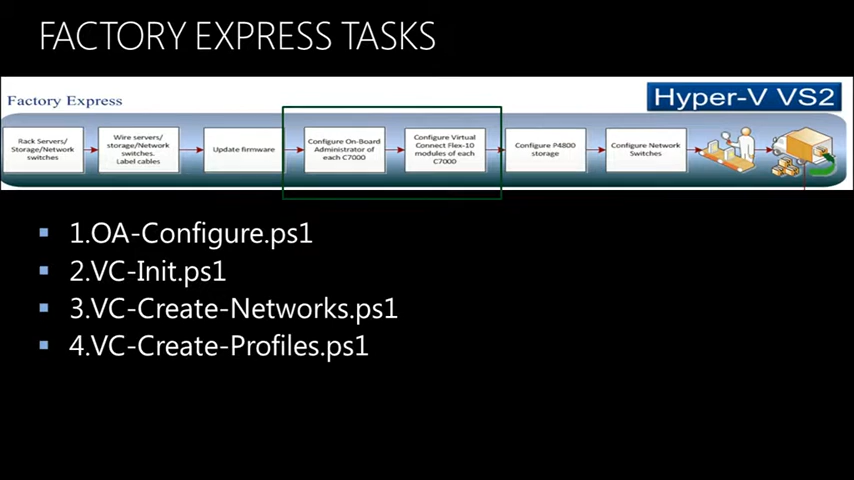 FACTORY EXPRESS TASKS
Factory Express
Hyper-V VS2
Rack Servers/
Storage/Network
switches
Wire servers/
storage/Network
switches.
Label cables
Update firmware
Configure On-Board
Administrator of
each C7000
Configure Virtual
Connect Flex-10
modules of each
C7000
Configure P4800
storage
Configure Network
Switches
1.OA-Configure.ps1
2.VC-Init.ps1
3.VC-Create-Networks.ps1
4.VC-Create-Profiles.ps1